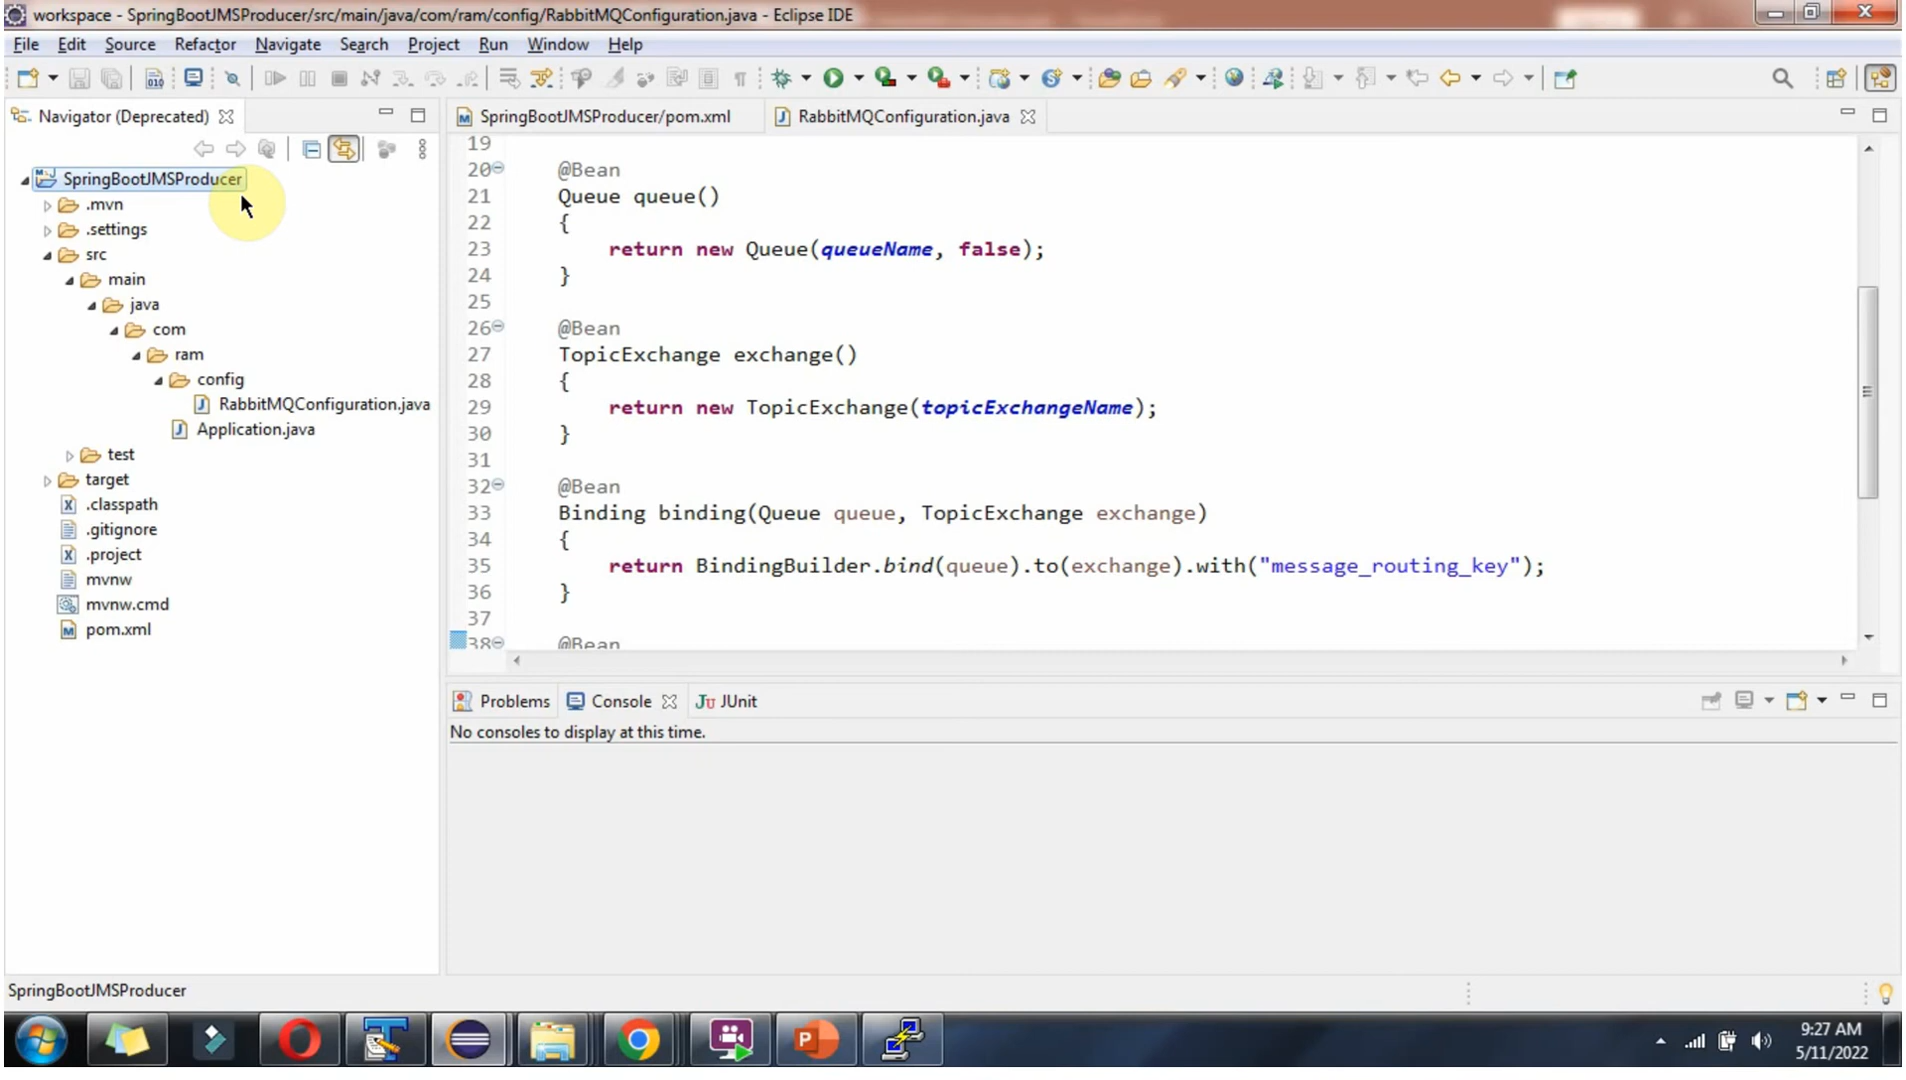 workspace - SpringBootJMSProducer/src/main/java/com/ram/config/RabbitMQConfiguration.java - Eclipse IDE
File Edit Source Refactor Navigate Search Project Run Window Help
Navigator (Deprecated)
SpringBootJMSProducer
.mvn
.settings
src
main
java
com
ram
config
RabbitMQConfiguration.java
Application.java
test
target
.classpath
.gitignore
.project
mvnw
mvnw.cmd
pom.xml
SpringBootJMSProducer/pom.xml RabbitMQConfiguration.java
19
20 @Bean
21 Queue queue()
22 {
23 return new Queue(queueName, false);
24 }
25
26 @Bean
27 TopicExchange exchange()
28 {
29 return new TopicExchange(topicExchangeName);
30 }
31
32 @Bean
33 Binding binding(Queue queue, TopicExchange exchange)
34 {
35 return BindingBuilder.bind(queue).to(exchange).with("message_routing_key");
36 }
37
38 @Bean
Problems Console JUnit
No consoles to display at this time.
SpringBootJMSProducer
9:27 AM
5/11/2022